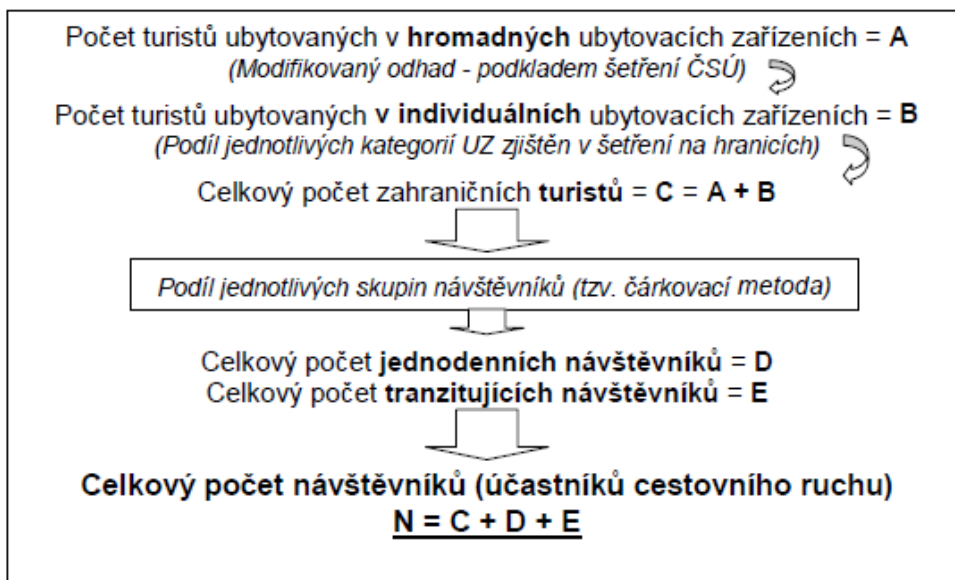 Počet turistů ubytovaných v hromadných ubytovacích zařízeních = A
(Modifikovaný odhad - podkladem šetření ČSÚ)
Počet turistů ubytovaných v individuálních ubytovacích zařízeních = B
(Podíl jednotlivých kategorií UZ zjištěn v šetření na hranicích)
Celkový počet zahraničních turistů = C = A + B
Podíl jednotlivých skupin návštěvníků (tzv. čárkovací metoda)
Celkový počet jednodenních návštěvníků = D
Celkový počet tranzitujících návštěvníků = E
Celkový počet návštěvníků (účastníků cestovního ruchu)
N = C + D + E